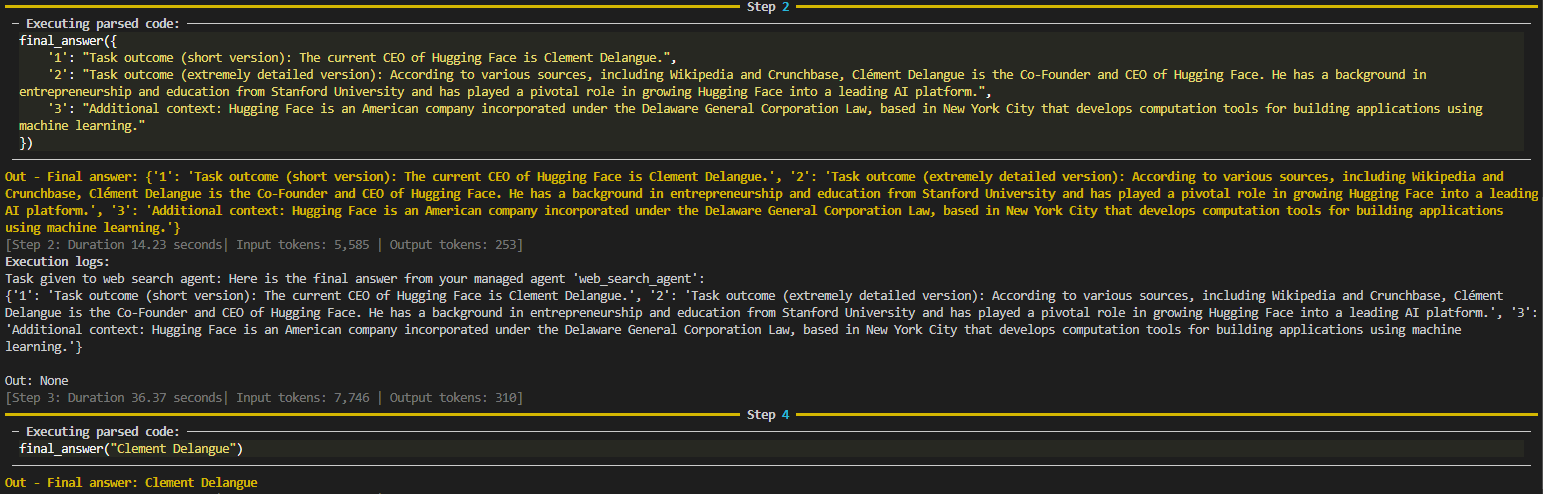 Step 2
─ Executing parsed code:
final_answer({
    '1': "Task outcome (short version): The current CEO of Hugging Face is Clement Delangue.",
    '2': "Task outcome (extremely detailed version): According to various sources, including Wikipedia and Crunchbase, Clément Delangue is the Co-Founder and CEO of Hugging Face. He has a background in
entrepreneurship and education from Stanford University and has played a pivotal role in growing Hugging Face into a leading AI platform.",
    '3': "Additional context: Hugging Face is an American company incorporated under the Delaware General Corporation Law, based in New York City that develops computation tools for building applications using
machine learning."
})
Out - Final answer: {'1': 'Task outcome (short version): The current CEO of Hugging Face is Clement Delangue.', '2': 'Task outcome (extremely detailed version): According to various sources, including Wikipedia and
Crunchbase, Clément Delangue is the Co-Founder and CEO of Hugging Face. He has a background in entrepreneurship and education from Stanford University and has played a pivotal role in growing Hugging Face into a leading
AI platform.', '3': 'Additional context: Hugging Face is an American company incorporated under the Delaware General Corporation Law, based in New York City that develops computation tools for building applications
using machine learning.'}
[Step 2: Duration 14.23 seconds| Input tokens: 5,585 | Output tokens: 253]
Execution logs:
Task given to web search agent: Here is the final answer from your managed agent 'web_search_agent':
{'1': 'Task outcome (short version): The current CEO of Hugging Face is Clement Delangue.', '2': 'Task outcome (extremely detailed version): According to various sources, including Wikipedia and Crunchbase, Clément
Delangue is the Co-Founder and CEO of Hugging Face. He has a background in entrepreneurship and education from Stanford University and has played a pivotal role in growing Hugging Face into a leading AI platform.', '3':
'Additional context: Hugging Face is an American company incorporated under the Delaware General Corporation Law, based in New York City that develops computation tools for building applications using machine
learning.'}
Out: None
[Step 3: Duration 36.37 seconds| Input tokens: 7,746 | Output tokens: 310]
Step 4
─ Executing parsed code:
final_answer("Clement Delangue")
Out - Final answer: Clement Delangue